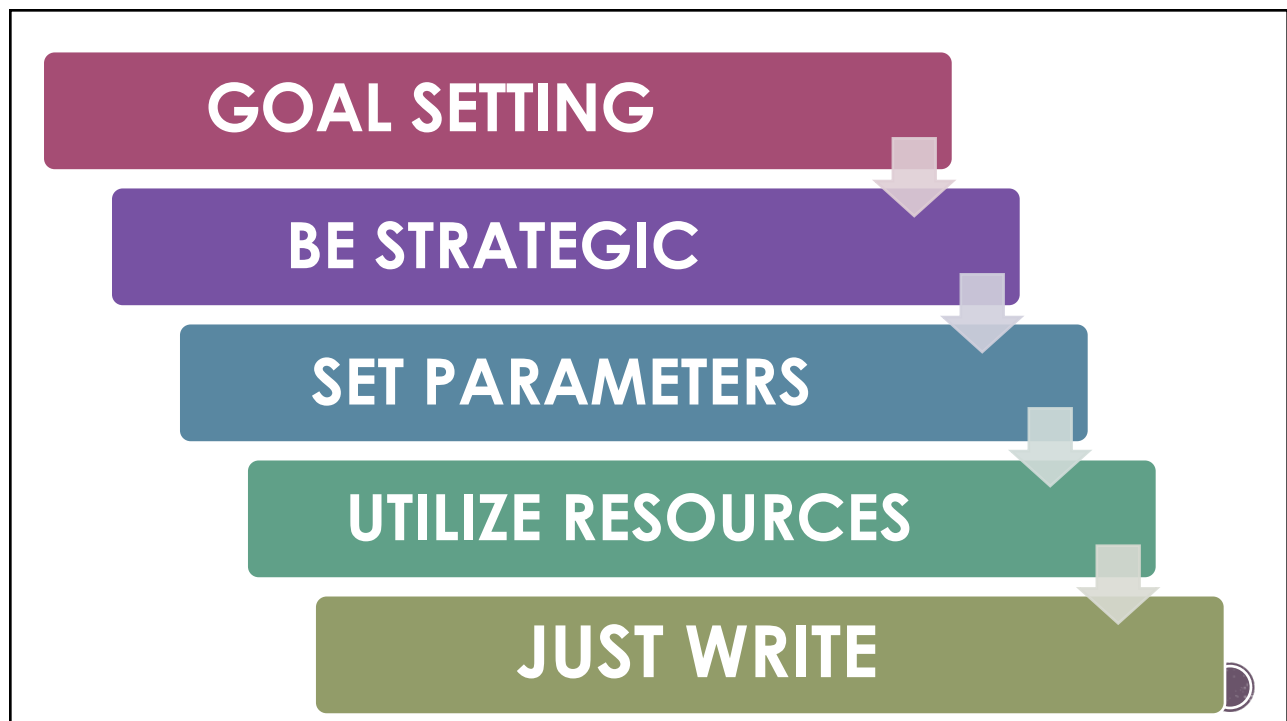 GOAL SETTING
BE STRATEGIC
SET PARAMETERS
UTILIZE RESOURCES
JUST WRITE